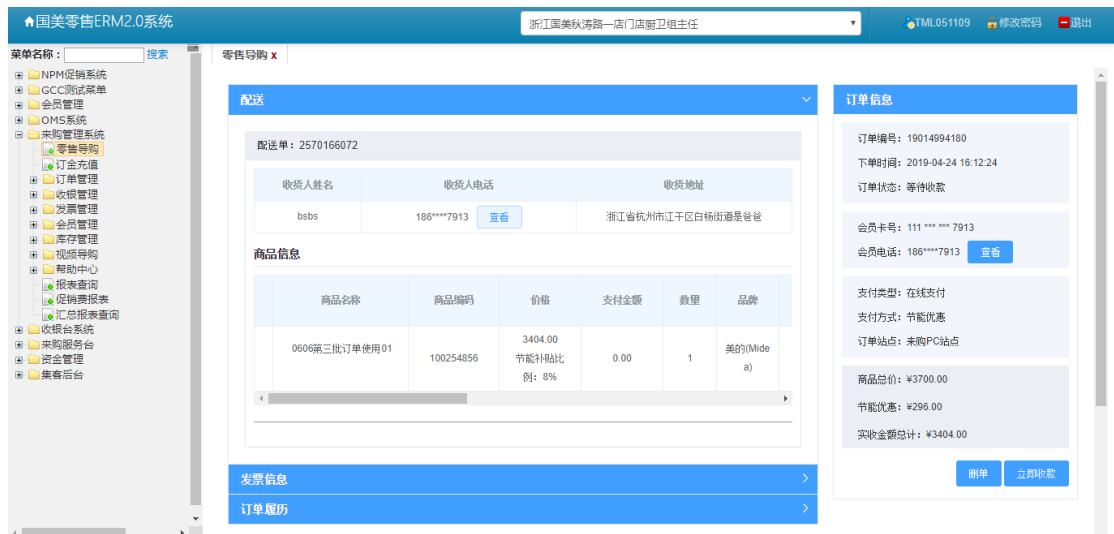 国美零售ERM2.0系统
浙江国美秋涛路一店门店厨卫组主任
TML051109 修改密码 退出
菜单名称： 搜索
NPM促销系统
GCC测试菜单
会员管理
OMS系统
来购管理系统
零售导购
订金充值
订单管理
收银管理
发票管理
会员管理
库存管理
视频导购
帮助中心
报表查询
促销费报表
汇总报表查询
收银台系统
来购服务台
资金管理
集客后台
零售导购 x
配送
配送单：2570166072
收货人姓名 收货人电话 收货地址
bsbs 186****7913 查看 浙江省杭州市江干区白杨街道是爸爸
商品信息
商品名称 商品编码 价格 支付金额 数里 品牌
0606第三批订单使用01 100254856 3404.00 节能补贴比例：8% 0.00 1 美的(Midea)
发票信息
订单履历
订单信息
订单编号：19014994180
下单时间：2019-04-24 16:12:24
订单状态：等待收款
会员卡号：111 *** *** 7913
会员电话：186****7913 查看
支付类型：在线支付
支付方式：节能优惠
订单站点：来购PC站点
商品总价：¥3700.00
节能优惠：¥296.00
实收金额总计：¥3404.00
删单 立即收款